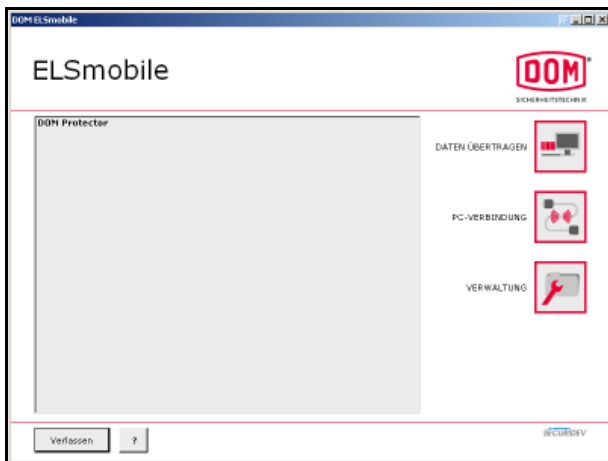 DOM ELSmobile
ELSmobile
DOM
SICHERHEITSTECHNIK
DOM Protector
DATEN ÜBERTRAGEN
PC-VERBINDUNG
VERWALTUNG
Verlassen
?
SECURIDEV